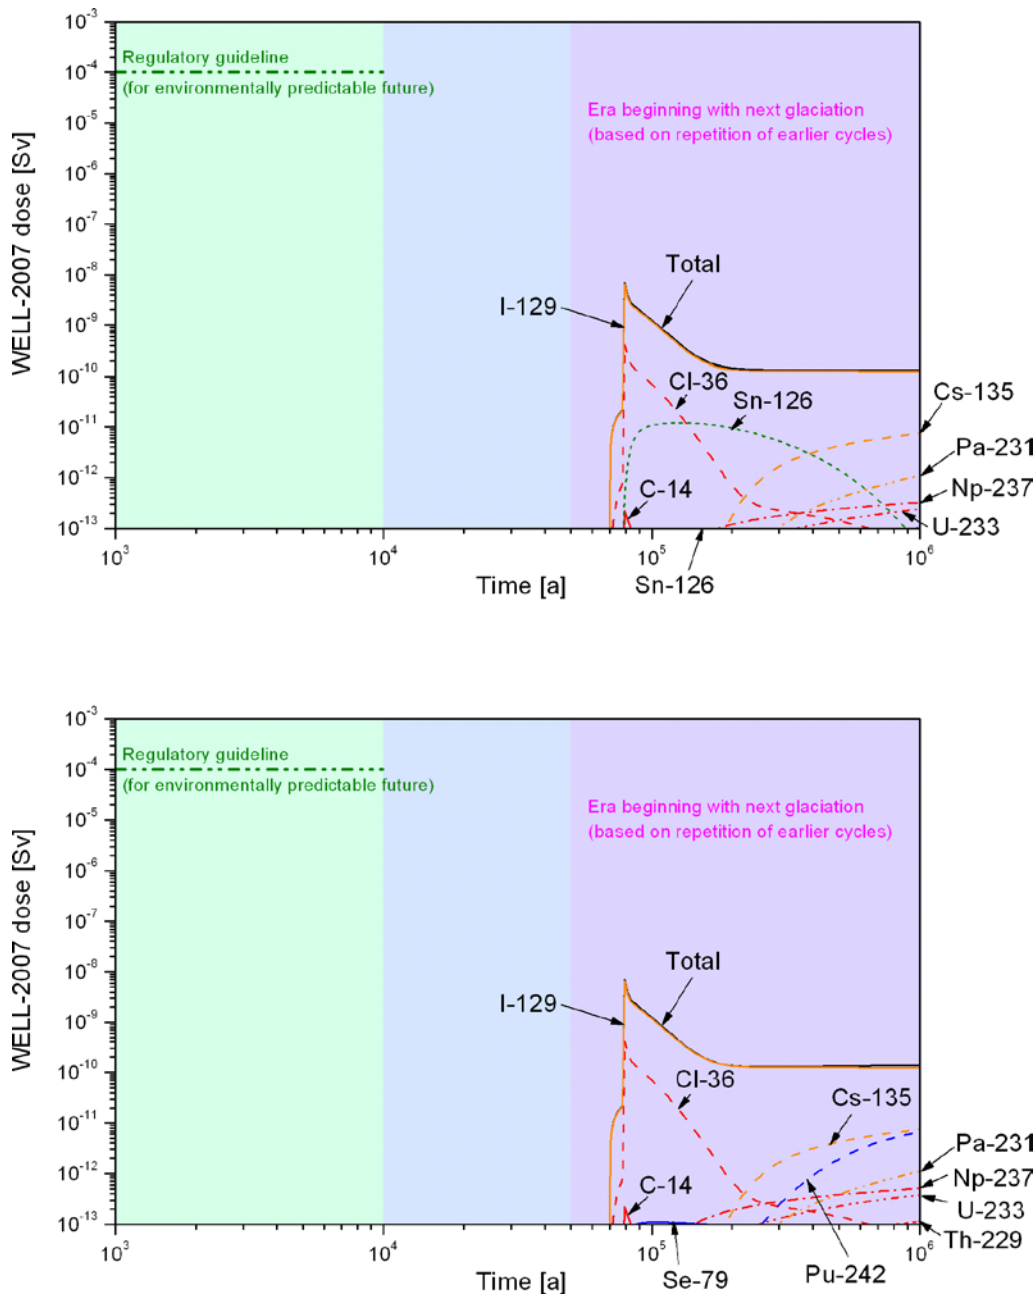 10^-3
Regulatory guideline
10^-4
(for environmentally predictable future)
Era beginning with next glaciation
(based on repetition of earlier cycles)
10^-5
10^-6
10^-7
10^-8
10^-9
10^-10
10^-11
10^-12
10^-13
WELL-2007 dose [Sv]
Total
I-129
Cl-36
Sn-126
Cs-135
Pa-231
C-14
Np-237
U-233
10^3
10^4
10^5
10^6
Time [a]
Sn-126
10^-3
Regulatory guideline
10^-4
(for environmentally predictable future)
Era beginning with next glaciation
(based on repetition of earlier cycles)
10^-5
10^-6
10^-7
10^-8
10^-9
10^-10
10^-11
10^-12
10^-13
WELL-2007 dose [Sv]
Total
I-129
Cl-36
Cs-135
Pa-231
C-14
Np-237
U-233
Th-229
10^3
10^4
10^5
10^6
Time [a]
Se-79
Pu-242